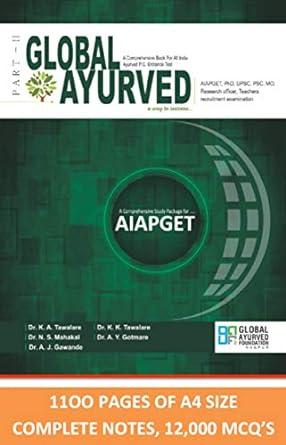 PART - II
GLOBAL
AYURVED
A Comprehensive Book For All India
Ayurved P.G. Entrance Test
a way to success...
AIAPGET, PhD, UPSC, PSC, MO,
Research officer, Teachers
recruitment examination
A Comprehensive Study Package for ...
AIAPGET
Dr. K. A. Tawalare
Dr. N. S. Mahakal
Dr. A. J. Gawande
Dr. K. K. Tawalare
Dr. A. Y. Gotmare
GLOBAL
AYURVED
FOUNDATION
NAGPUR
1100 PAGES OF A4 SIZE
COMPLETE NOTES, 12,000 MCQ'S